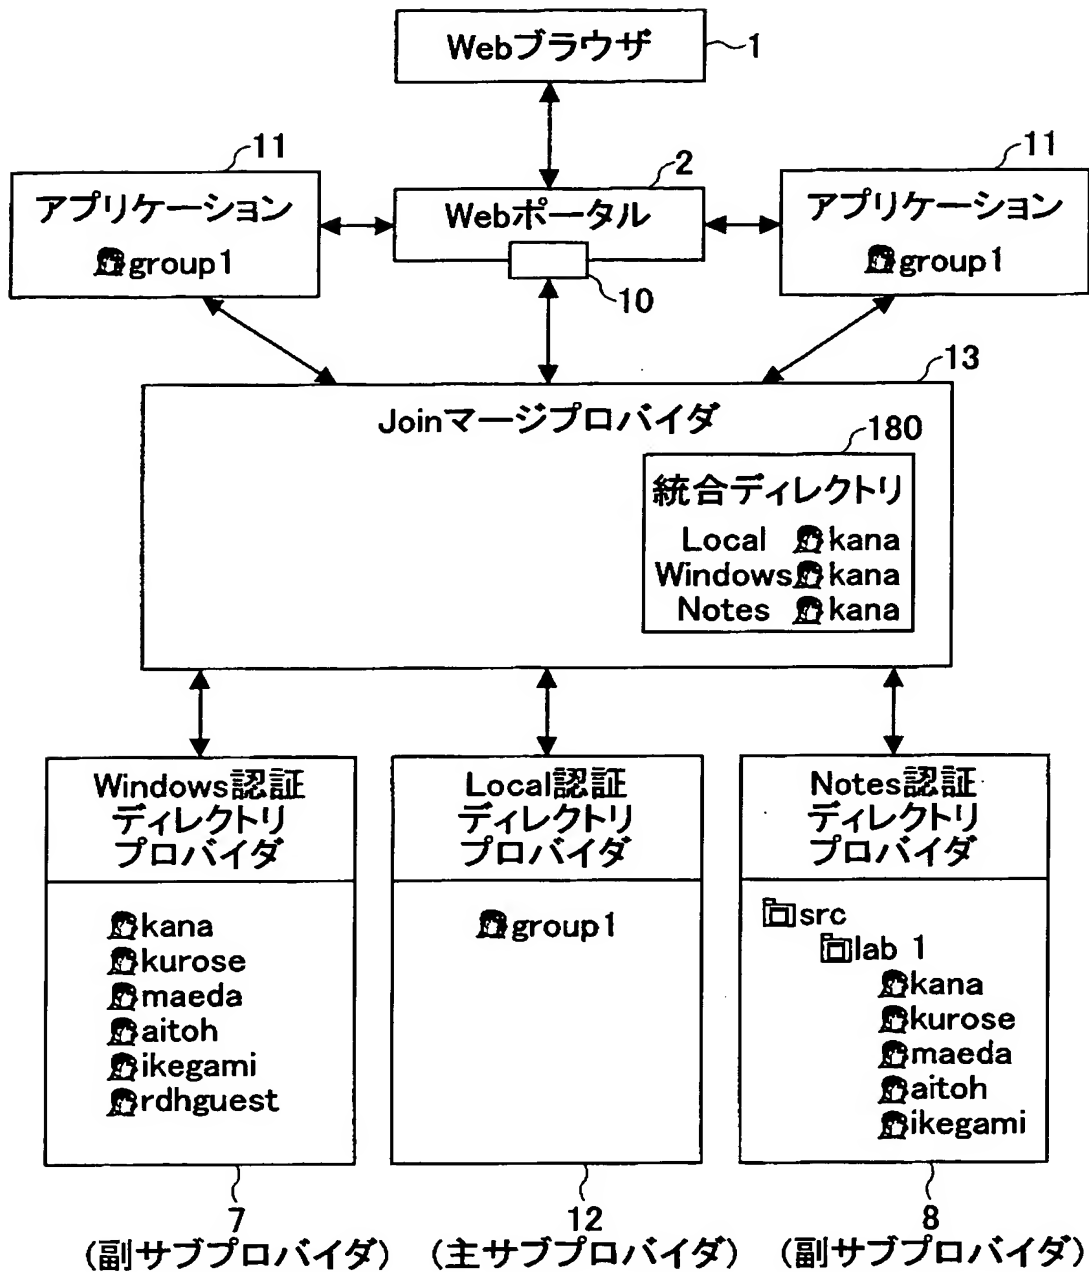 Webブラウザ
1
11
アプリケーション
group1
2
Webポータル
10
11
アプリケーション
group1
13
Joinマージプロバイダ
180
統合ディレクトリ
Local kana
Windows kana
Notes kana
Windows認証
ディレクトリ
プロバイダ
kana
kurose
maeda
aitoh
ikegami
rdhguest
7
(副サブプロバイダ)
Local認証
ディレクトリ
プロバイダ
group1
12
(主サブプロバイダ)
Notes認証
ディレクトリ
プロバイダ
src
lab 1
kana
kurose
maeda
aitoh
ikegami
8
(副サブプロバイダ)